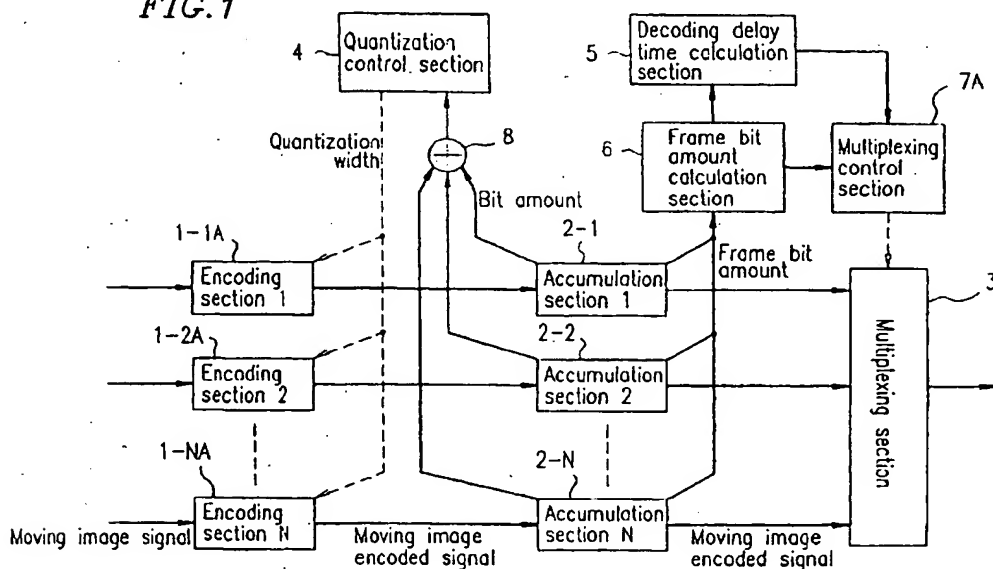 FIG. 1
4
Quantization
control section
5
Decoding delay
time calculation
section
7A
Quantization
width
8
6
Frame bit
amount
calculation
section
Multiplexing
control
section
Bit amount
1-1A
Encoding
section 1
2-1
Accumulation
section 1
Frame bit
amount
3
1-2A
Encoding
section 2
2-2
Accumulation
section 2
Multiplexing section
1-NA
Encoding
section N
2-N
Accumulation
section N
Moving image signal
Moving image
encoded signal
Moving image
encoded signal